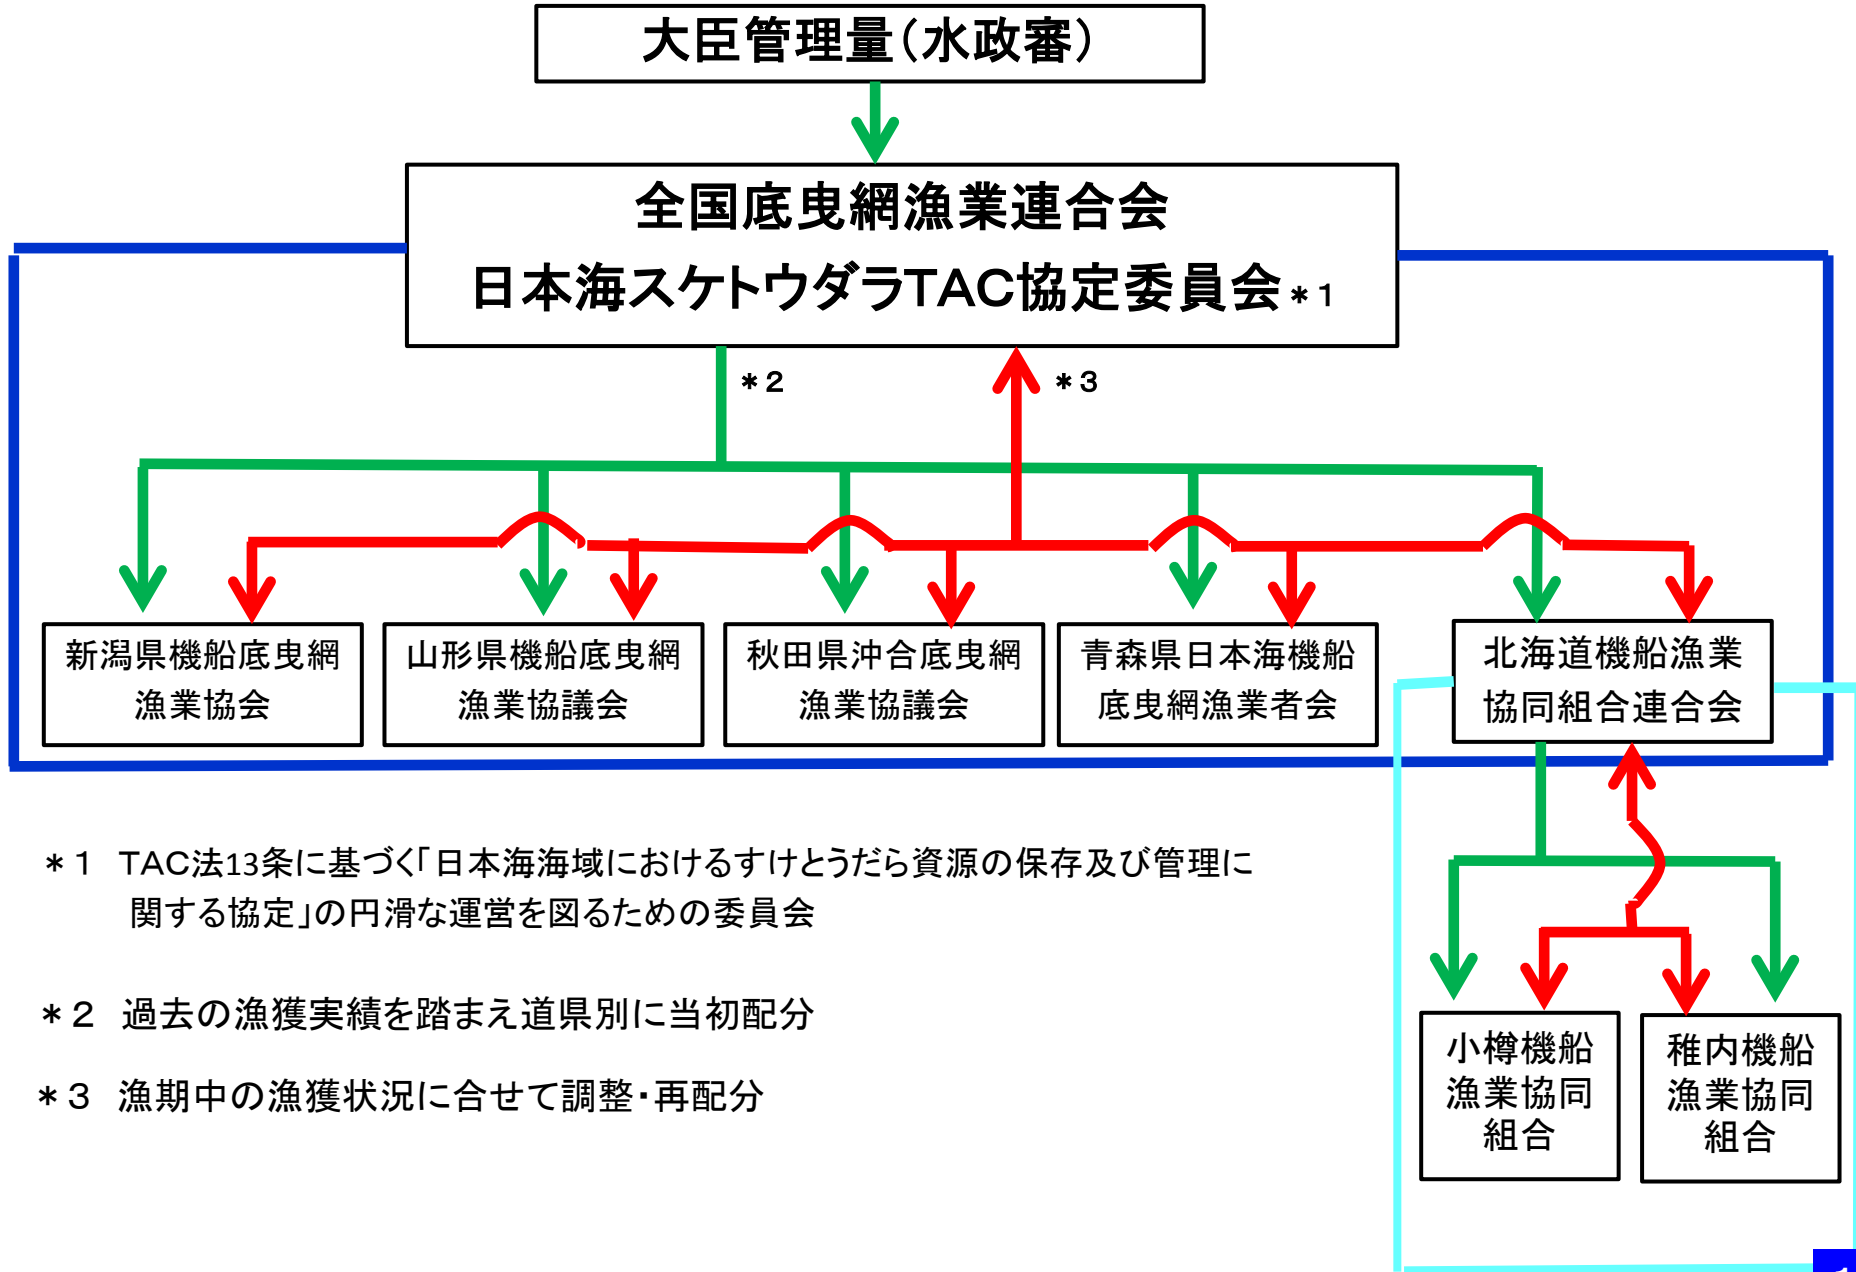 大臣管理量（水政審）
全国底曳網漁業連合会
日本海スケトウダラTAC協定委員会＊１
＊２
＊３
新潟県機船底曳網
漁業協会
山形県機船底曳網
漁業協議会
秋田県沖合底曳網
漁業協議会
青森県日本海機船
底曳網漁業者会
北海道機船漁業
協同組合連合会
＊１　TAC法13条に基づく「日本海海域におけるすけとうだら資源の保存及び管理に
関する協定」の円滑な運営を図るための委員会
＊２　過去の漁獲実績を踏まえ道県別に当初配分
＊３　漁期中の漁獲状況に合せて調整・再配分
小樽機船
漁業協同
組合
稚内機船
漁業協同
組合